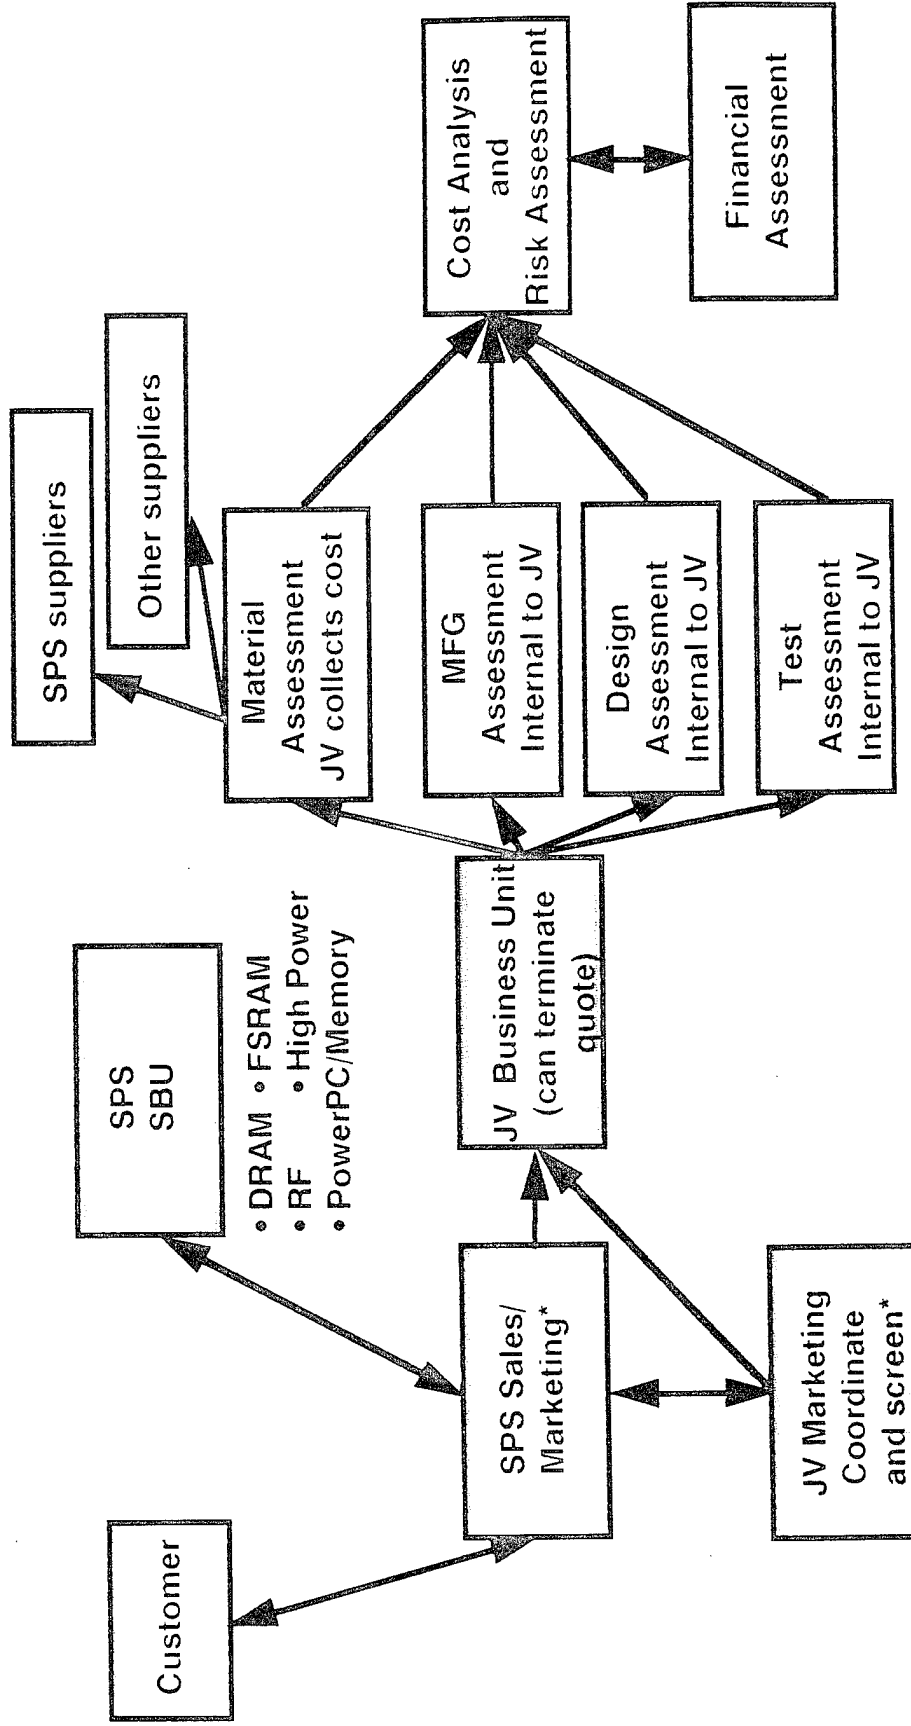 Customer
SPS
SBU
• DRAM • FSRAM
• RF • High Power
• PowerPC/Memory
SPS Sales/
Marketing*
JV Marketing
Coordinate
and screen*
JV Business Unit
(can terminate
quote)
SPS suppliers
Other suppliers
Material
Assessment
JV collects cost
MFG
Assessment
Internal to JV
Design
Assessment
Internal to JV
Test
Assessment
Internal to JV
Cost Analysis
and
Risk Assessment
Financial
Assessment